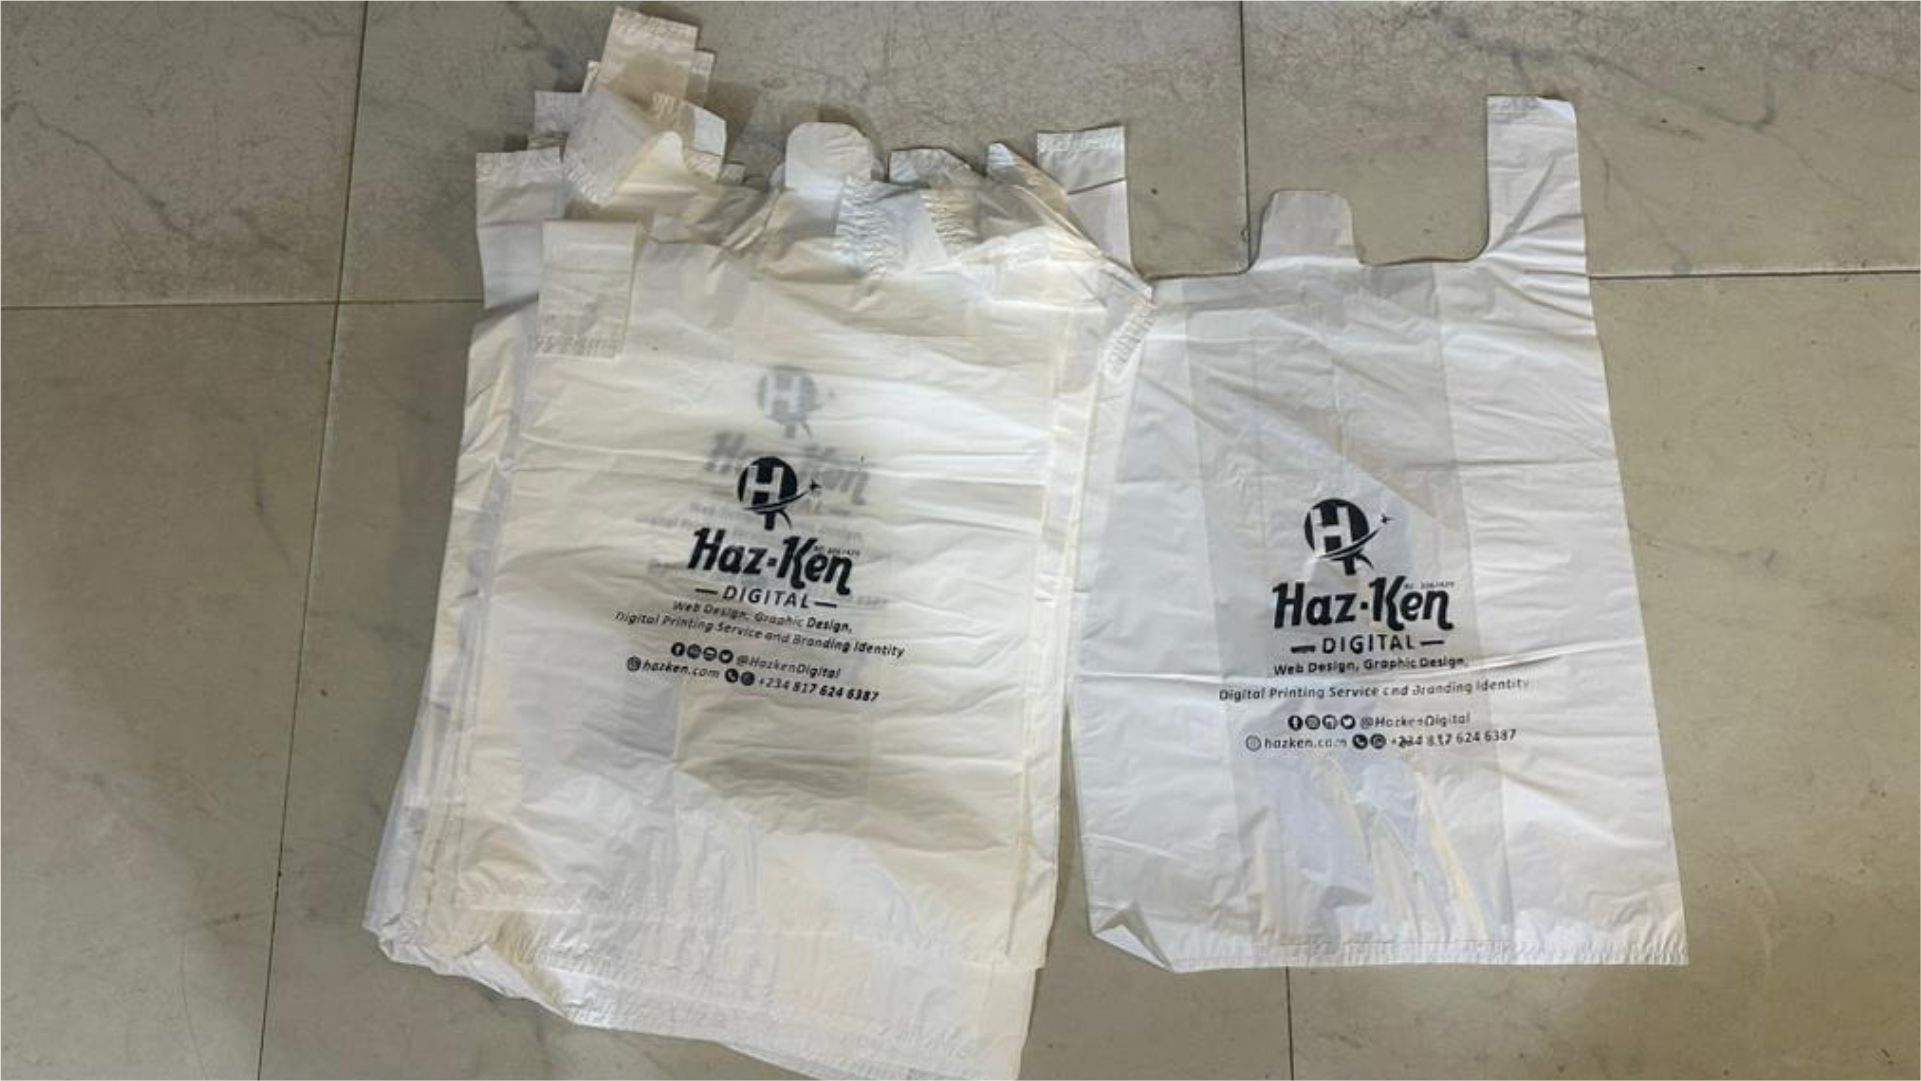 H
Haz-Ken
DIGITAL
Web Design, Graphic Design,
Digital Printing Service and Branding Identity
@HazkenDigital
hazken.com +234 817 624 6387
H
Haz-Ken
DIGITAL
Web Design, Graphic Design,
Digital Printing Service and Branding Identity
@HazkenDigital
hazken.com +234 817 624 6387